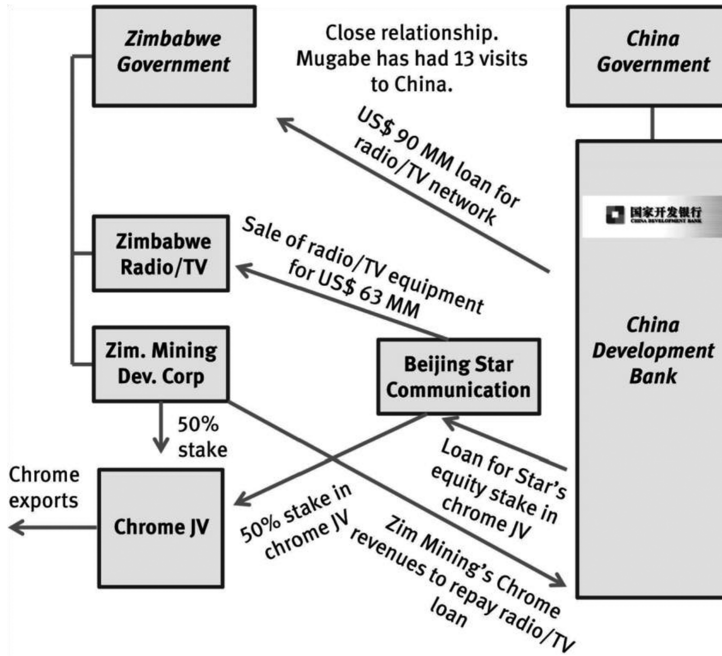 Zimbabwe
Government
Close relationship.
Mugabe has had 13 visits
to China.
China
Government
US$ 90 MM loan for
radio/TV network
国家开发银行
CHINA DEVELOPMENT BANK
Zimbabwe
Radio/TV
Sale of radio/TV equipment
for US$ 63 MM
China
Development
Bank
Zim. Mining
Dev. Corp
Beijing Star
Communication
50%
stake
Loan for Star's
equity stake in
chrome JV
Chrome
exports
Chrome JV
50% stake in
chrome JV
Zim Mining's Chrome
revenues to repay radio/TV
loan